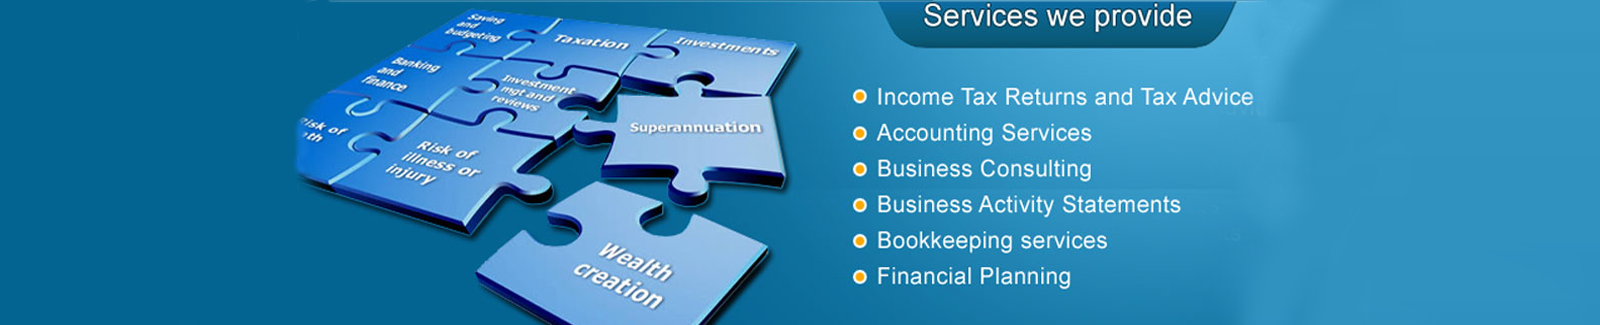 Services we provide
Saving
and
budgeting
Taxation
Investments
Banking
and
finance
Investment
mgt and
reviews
Superannuation
Risk of
illness or
injury
Wealth
creation
Income Tax Returns and Tax Advice
Accounting Services
Business Consulting
Business Activity Statements
Bookkeeping services
Financial Planning